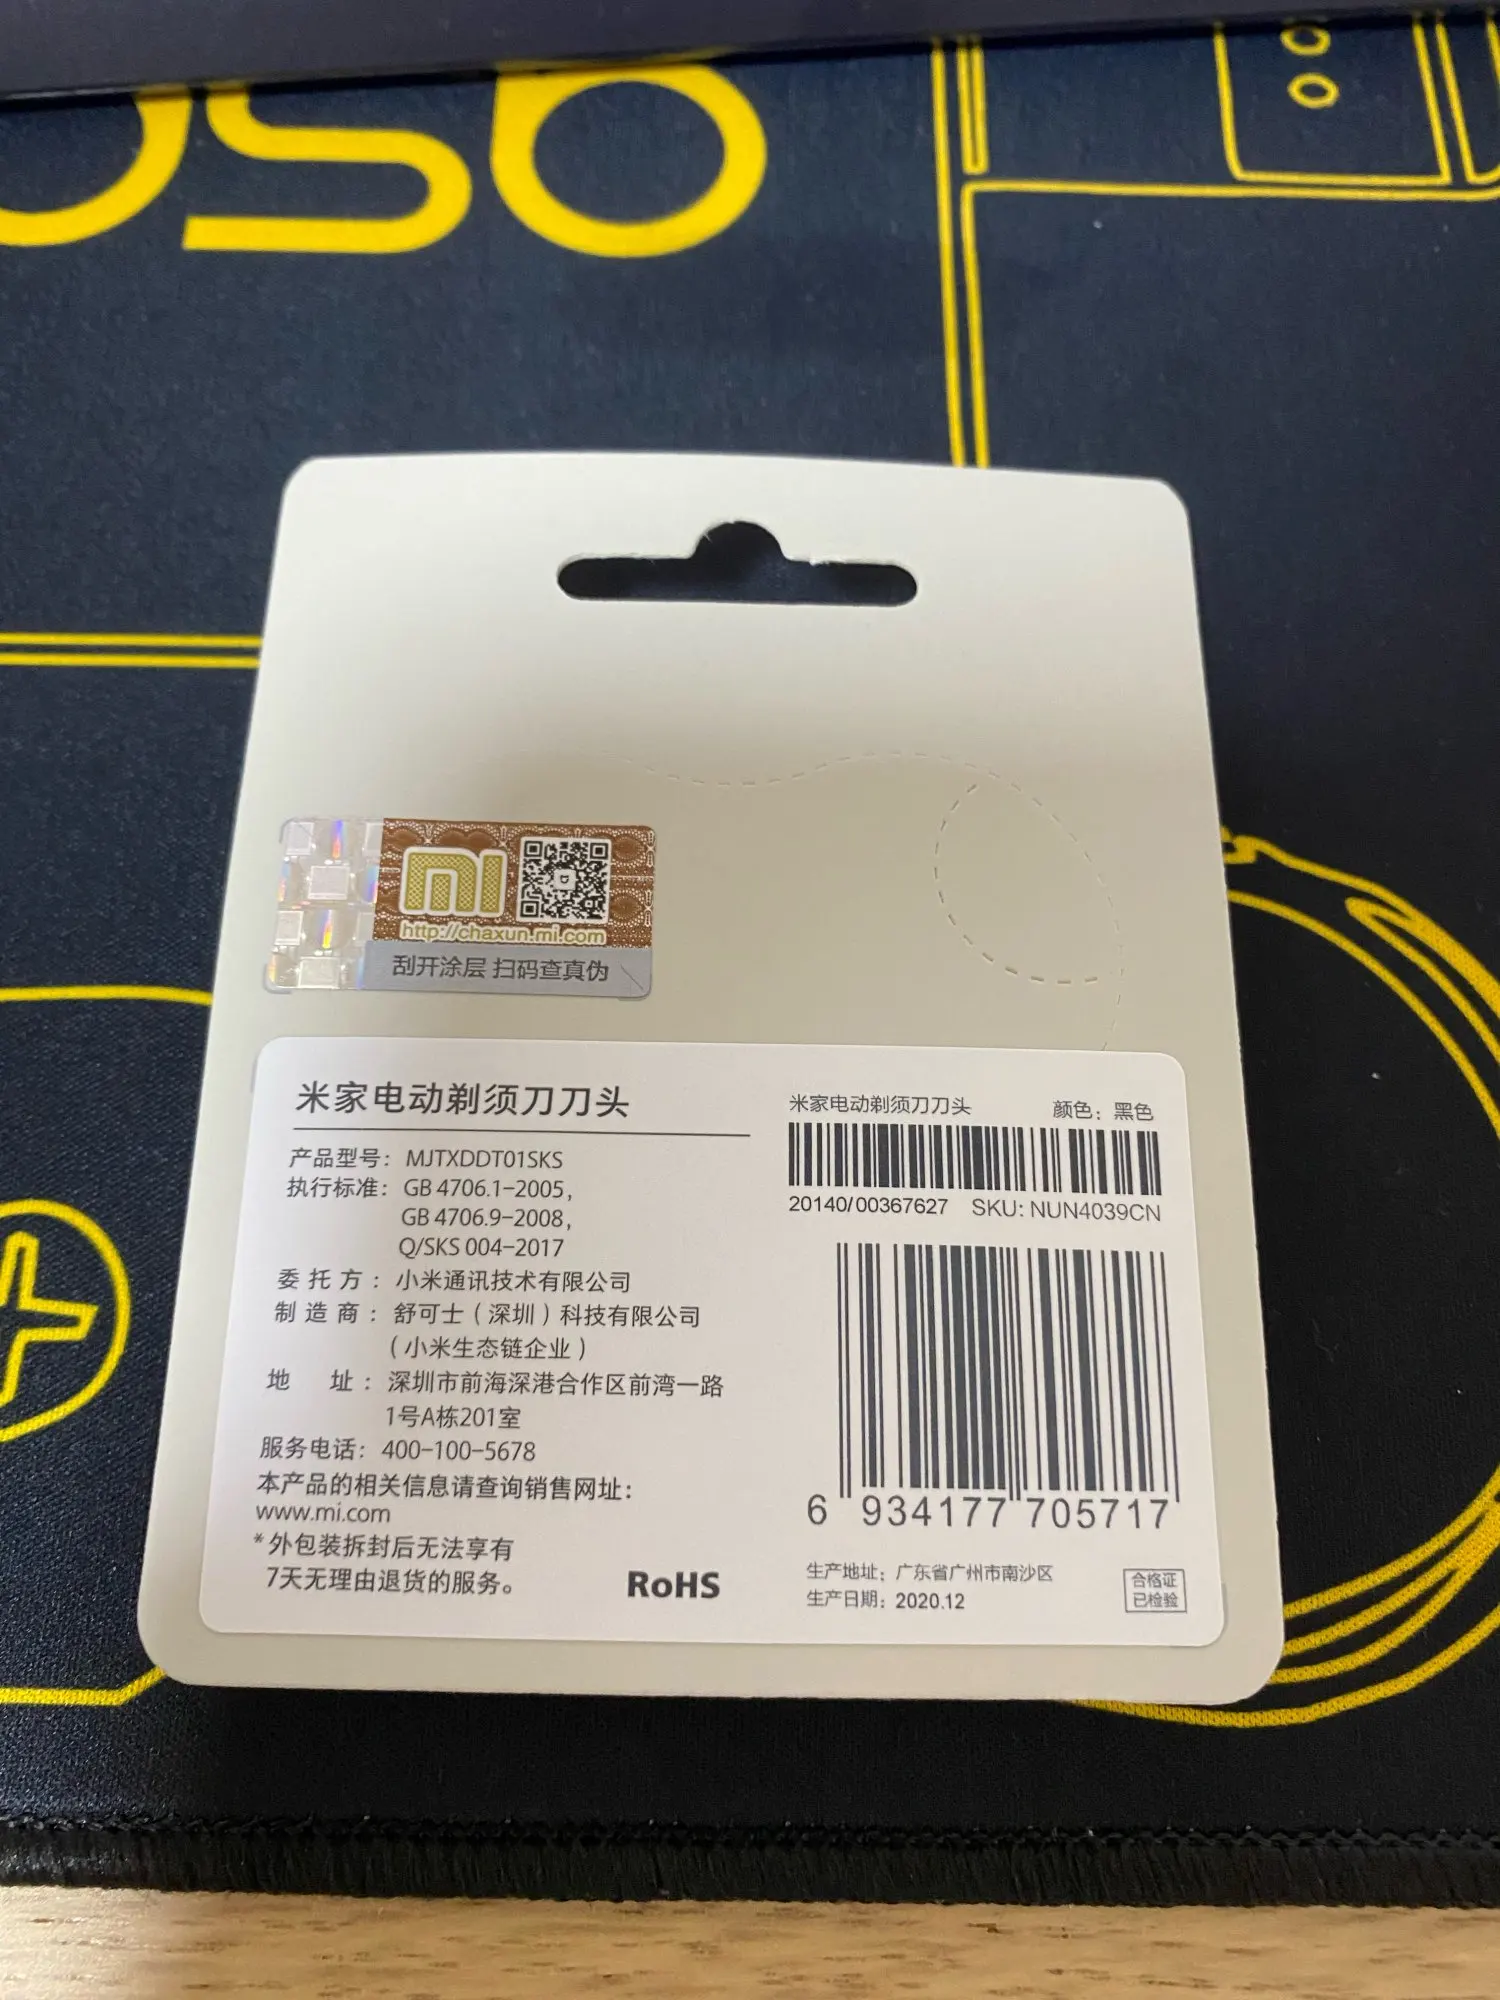 mi
http://chaxun.mi.com
刮开涂层 扫码查真伪
米家电动剃须刀刀头
产品型号：MJTXDDT01SKS
执行标准：GB 4706.1-2005，
GB 4706.9-2008，
Q/SKS 004-2017
委托方：小米通讯技术有限公司
制造商：舒可士（深圳）科技有限公司
（小米生态链企业）
地址：深圳市前海深港合作区前湾一路
1号A栋201室
服务电话：400-100-5678
本产品的相关信息请查询销售网址：
www.mi.com
*外包装拆封后无法享有
7天无理由退货的服务。
RoHS
米家电动剃须刀刀头 颜色：黑色
20140/00367627 SKU: NUN4039CN
6 934177 705717
生产地址：广东省广州市南沙区
生产日期：2020.12
合格证
已检验